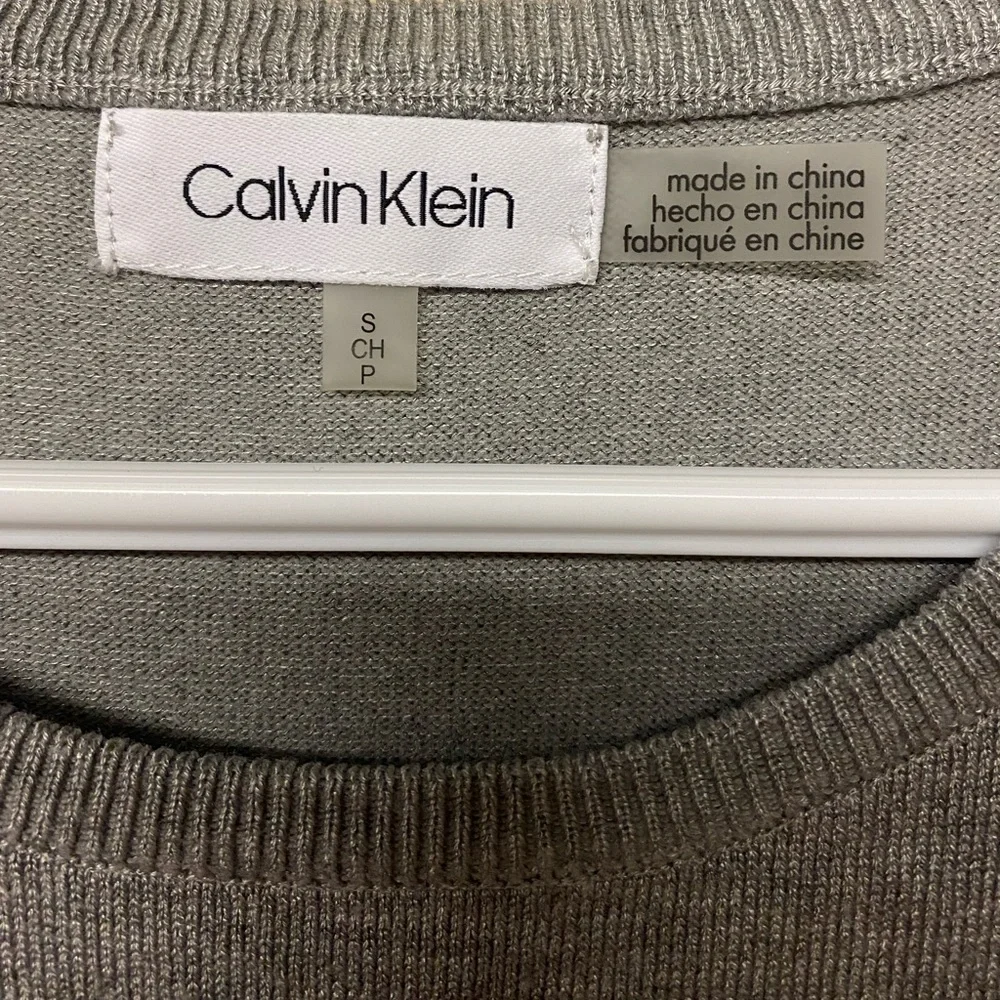 Calvin Klein
made in china
hecho en china
fabriqué en chine
S
CH
P